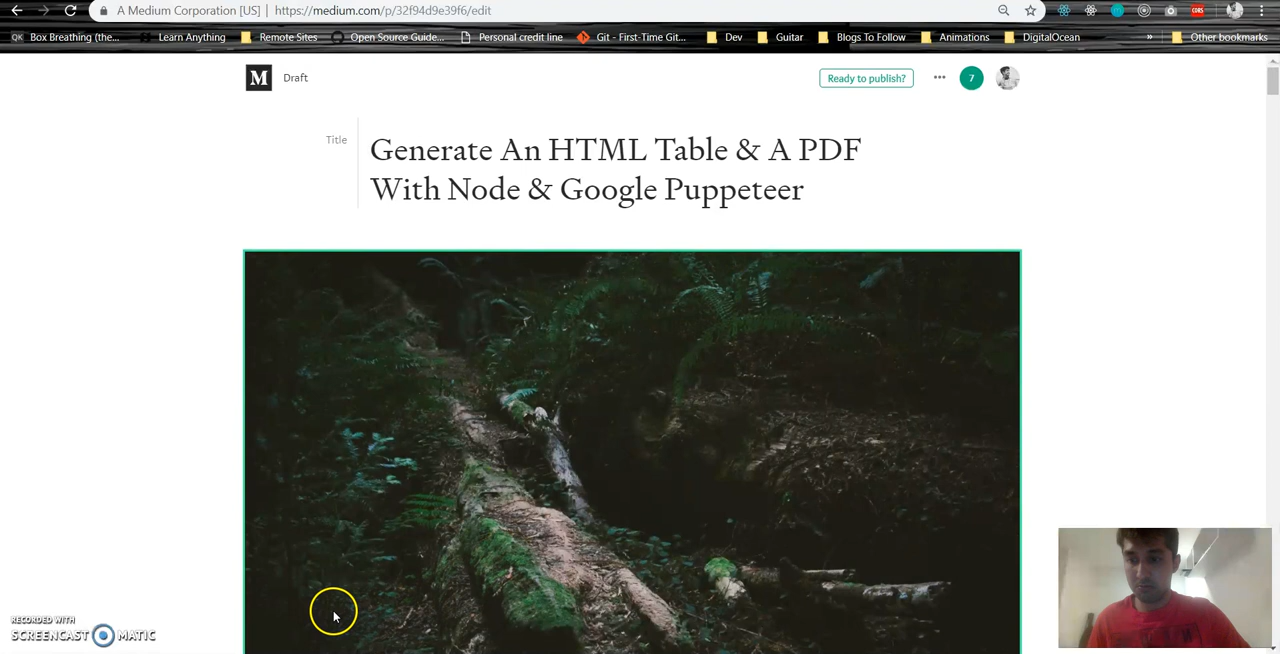 A Medium Corporation [US] | https://medium.com/p/32f94d9e39f6/edit
CORS
QK Box Breathing (the... Learn Anything Remote Sites Open Source Guide... Personal credit line Git - First-Time Git... Dev Guitar Blogs To Follow Animations DigitalOcean » Other bookmarks
M Draft Ready to publish? ••• 7
Title
Generate An HTML Table & A PDF
With Node & Google Puppeteer
RECORDED WITH
SCREENCAST MATIC